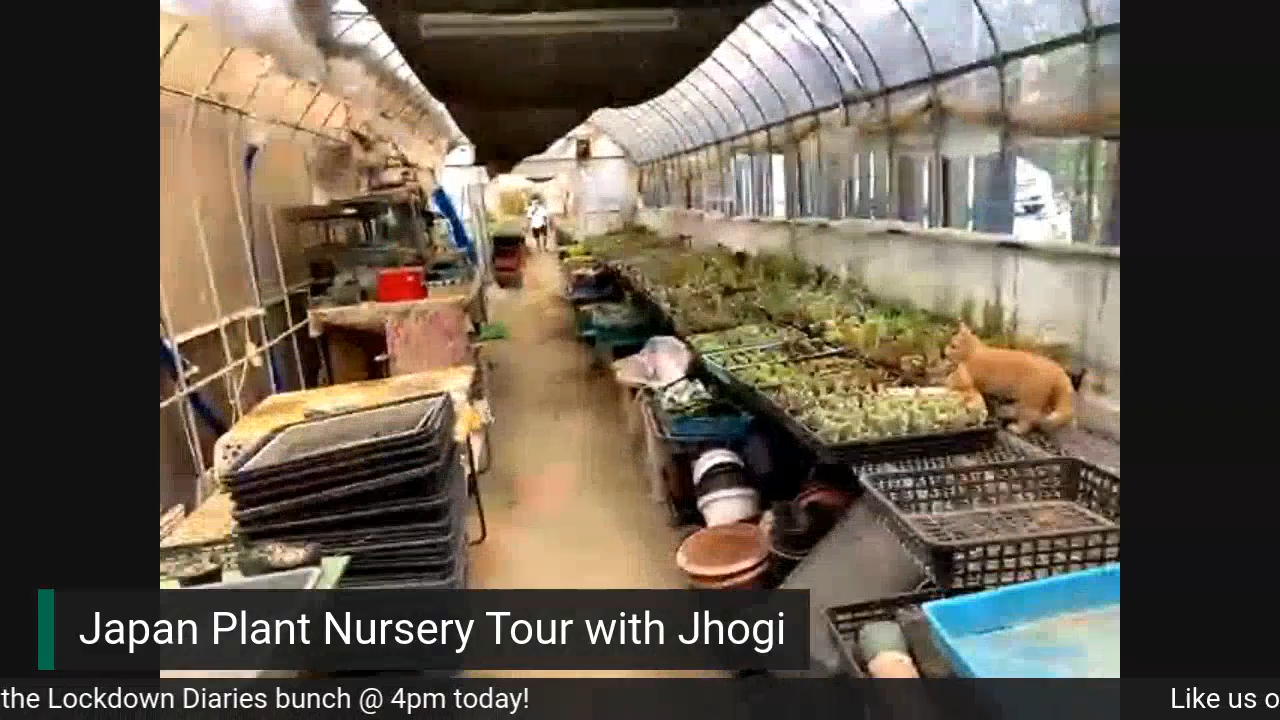 Japan Plant Nursery Tour with Jhogi
the Lockdown Diaries bunch @ 4pm today!
Like us o